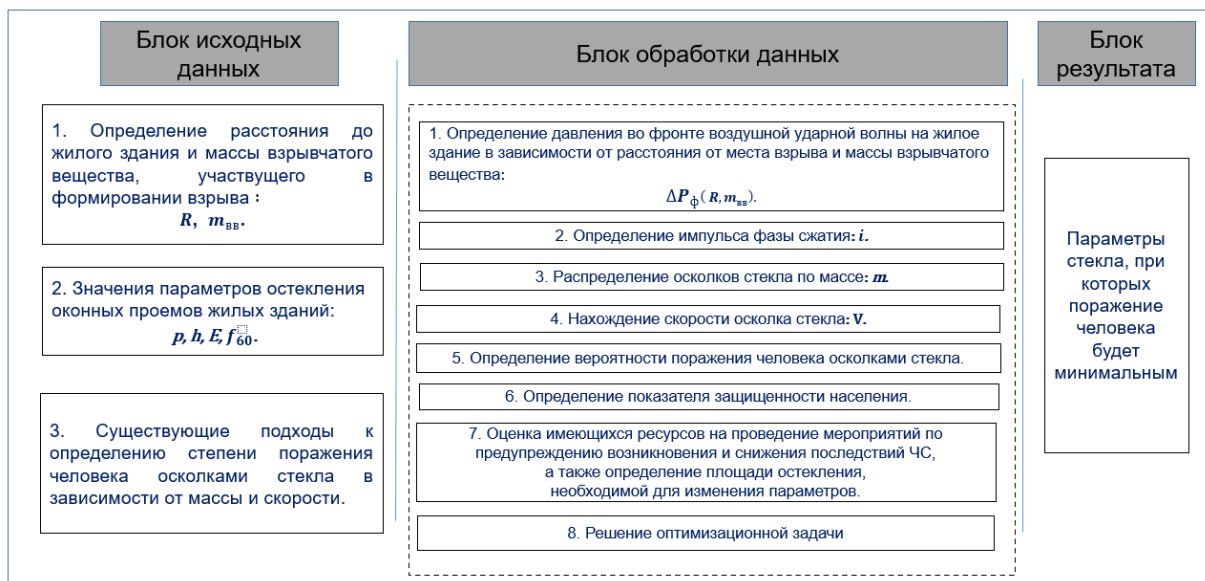 Блок исходных
данных
1. Определение расстояния до
жилого здания и массы взрывчатого
вещества, участвущего в
формировании взрыва :
R, mвв.
2. Значения параметров остекления
оконных проемов жилых зданий:
p, h, E, f60.
3. Существующие подходы к
определению степени поражения
человека осколками стекла в
зависимости от массы и скорости.
Блок обработки данных
1. Определение давления во фронте воздушной ударной волны на жилое
здание в зависимости от расстояния от места взрыва и массы взрывчатого
вещества:
ΔPф( R, mвв).
2. Определение импульса фазы сжатия: i.
3. Распределение осколков стекла по массе: m.
4. Нахождение скорости осколка стекла: V.
5. Определение вероятности поражения человека осколками стекла.
6. Определение показателя защищенности населения.
7. Оценка имеющихся ресурсов на проведение мероприятий по
предупреждению возникновения и снижения последствий ЧС,
а также определение площади остекления,
необходимой для изменения параметров.
8. Решение оптимизационной задачи
Блок
результата
Параметры
стекла, при
которых
поражение
человека
будет
минимальным